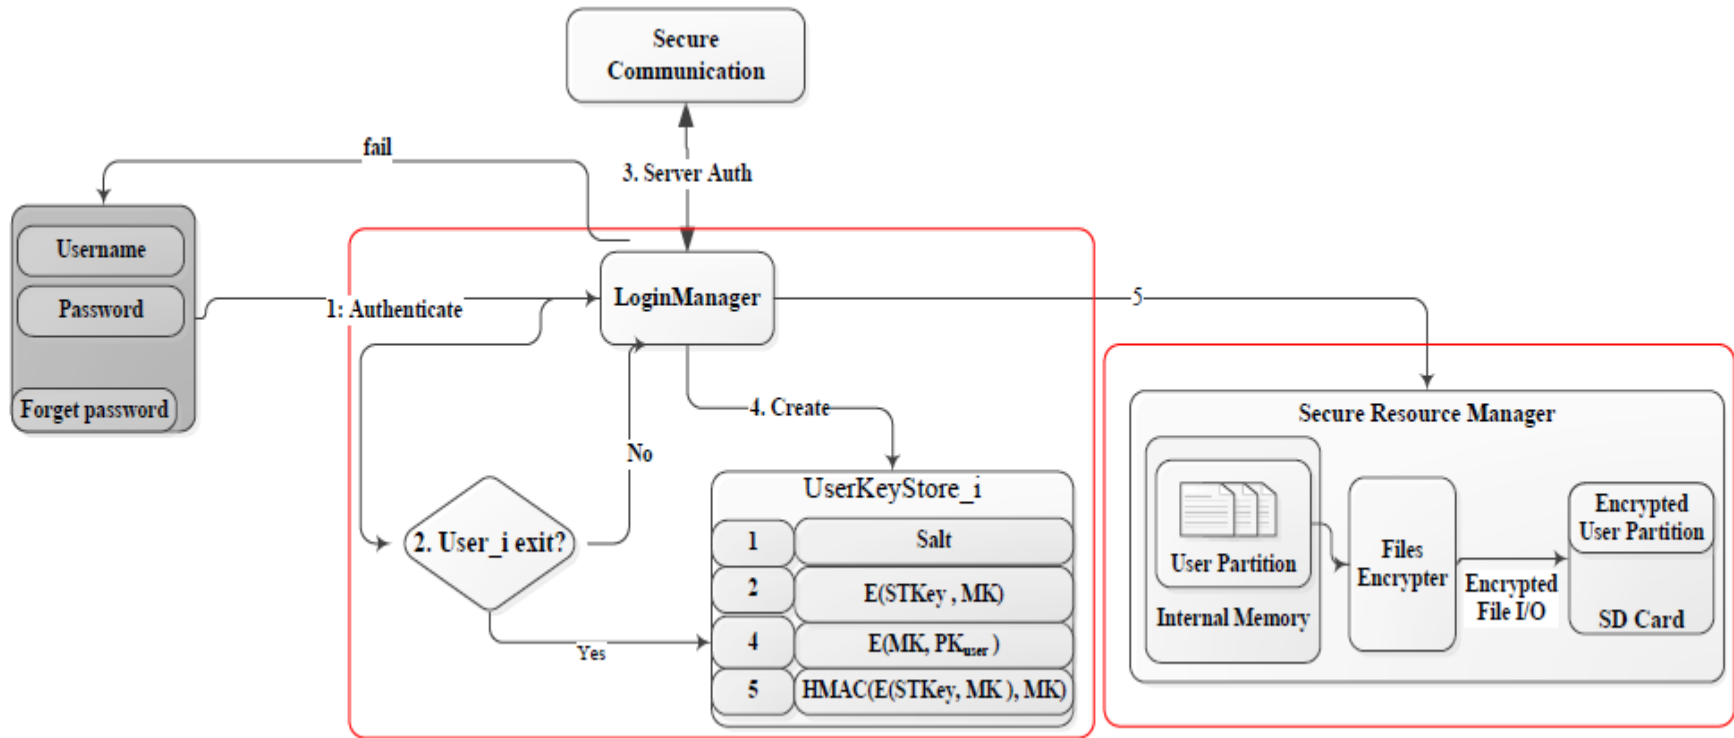 Secure
Communication
fail
3. Server Auth
Username
Password
Forget password
1: Authenticate
LoginManager
5
4. Create
No
2. User_i exit?
Yes
UserKeyStore_i
1 Salt
2 E(STKey , MK)
4 E(MK, PKuser )
5 HMAC(E(STKey, MK ), MK)
Secure Resource Manager
User Partition
Internal Memory
Files
Encrypter
Encrypted
File I/O
Encrypted
User Partition
SD Card